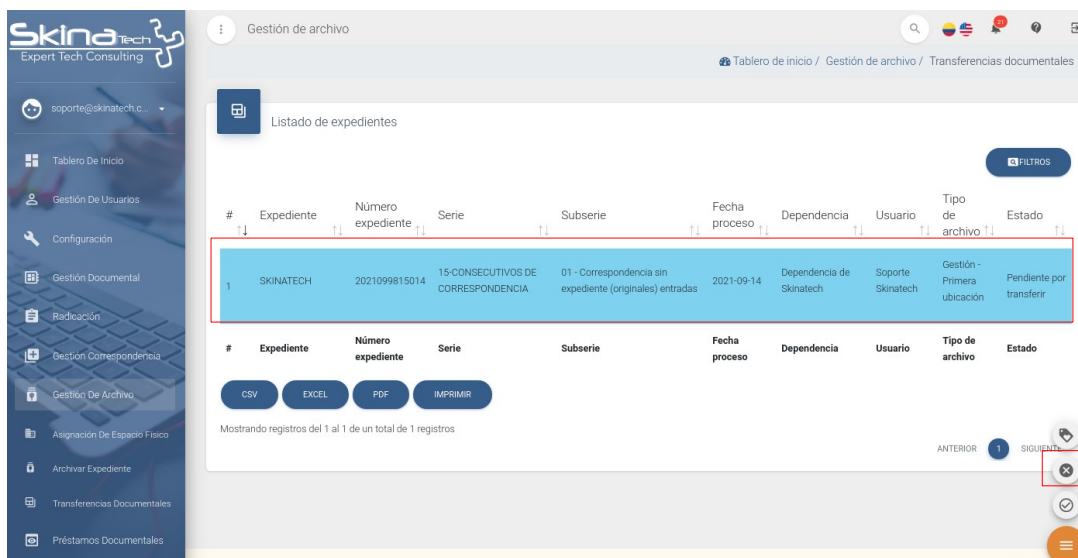 Skina Tech
Expert Tech Consulting
soporte@skinatech.c...
Tablero De Inicio
Gestión De Usuarios
Configuración
Gestión Documental
Radicación
Gestión Correspondencia
Gestión De Archivo
Asignación De Espacio Físico
Archivar Expediente
Transferencias Documentales
Préstamos Documentales
Gestión de archivo
21
Tablero de inicio / Gestión de archivo / Transferencias documentales
Listado de expedientes
FILTROS
# Expediente Número expediente Serie Subserie Fecha proceso Dependencia Usuario Tipo de archivo Estado
1 SKINATECH 2021099815014 15-CONSECUTIVOS DE CORRESPONDENCIA 01 - Correspondencia sin expediente (originales) entradas 2021-09-14 Dependencia de Skinatech Soporte Skinatech Gestión - Primera ubicación Pendiente por transferir
# Expediente Número expediente Serie Subserie Fecha proceso Dependencia Usuario Tipo de archivo Estado
CSV EXCEL PDF IMPRIMIR
Mostrando registros del 1 al 1 de un total de 1 registros
ANTERIOR 1 SIGUIENTE